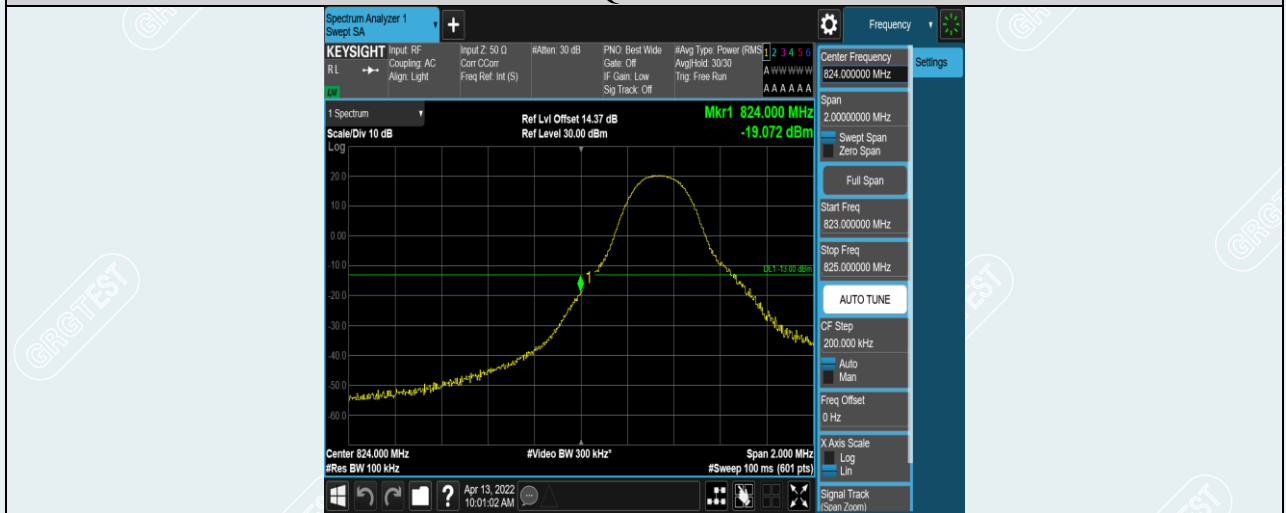 Spectrum Analyzer 1
Swept SA
+
Frequency
KEYSIGHT
RL
LXI
Input: RF
Coupling: AC
Align: Light
Input Z: 50 Ω
Corr CCorr
Freq Ref: Int (S)
#Atten: 30 dB
PNO: Best Wide
Gate: Off
IF Gain: Low
Sig Track: Off
#Avg Type: Power (RMS
Avg|Hold: 30/30
Trig: Free Run
1 2 3 4 5 6
A W W W W W
A A A A A A
1 Spectrum
Scale/Div 10 dB
Log
Ref Lvl Offset 14.37 dB
Ref Level 30.00 dBm
Mkr1 824.000 MHz
-19.072 dBm
20.0
10.0
0.00
-10.0
-20.0
-30.0
-40.0
-50.0
-60.0
1
DL1 -13.00 dBm
Center 824.000 MHz
#Res BW 100 kHz
#Video BW 300 kHz*
Span 2.000 MHz
#Sweep 100 ms (601 pts)
Center Frequency
824.000000 MHz
Settings
Span
2.00000000 MHz
Swept Span
Zero Span
Full Span
Start Freq
823.000000 MHz
Stop Freq
825.000000 MHz
AUTO TUNE
CF Step
200.000 kHz
Auto
Man
Freq Offset
0 Hz
X Axis Scale
Log
Lin
Signal Track
(Span Zoom)
?
Apr 13, 2022
10:01:02 AM
GRGTEST
GRGTEST
GRGTEST
GRGTEST
GRGTEST